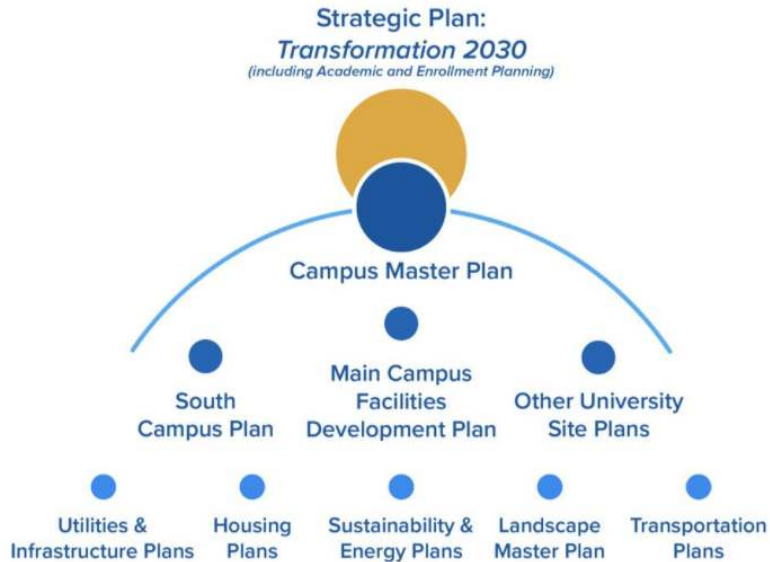 Strategic Plan:
Transformation 2030
(including Academic and Enrollment Planning)
Campus Master Plan
South
Campus Plan
Main Campus
Facilities
Development Plan
Other University
Site Plans
Utilities &
Infrastructure Plans
Housing
Plans
Sustainability &
Energy Plans
Landscape
Master Plan
Transportation
Plans